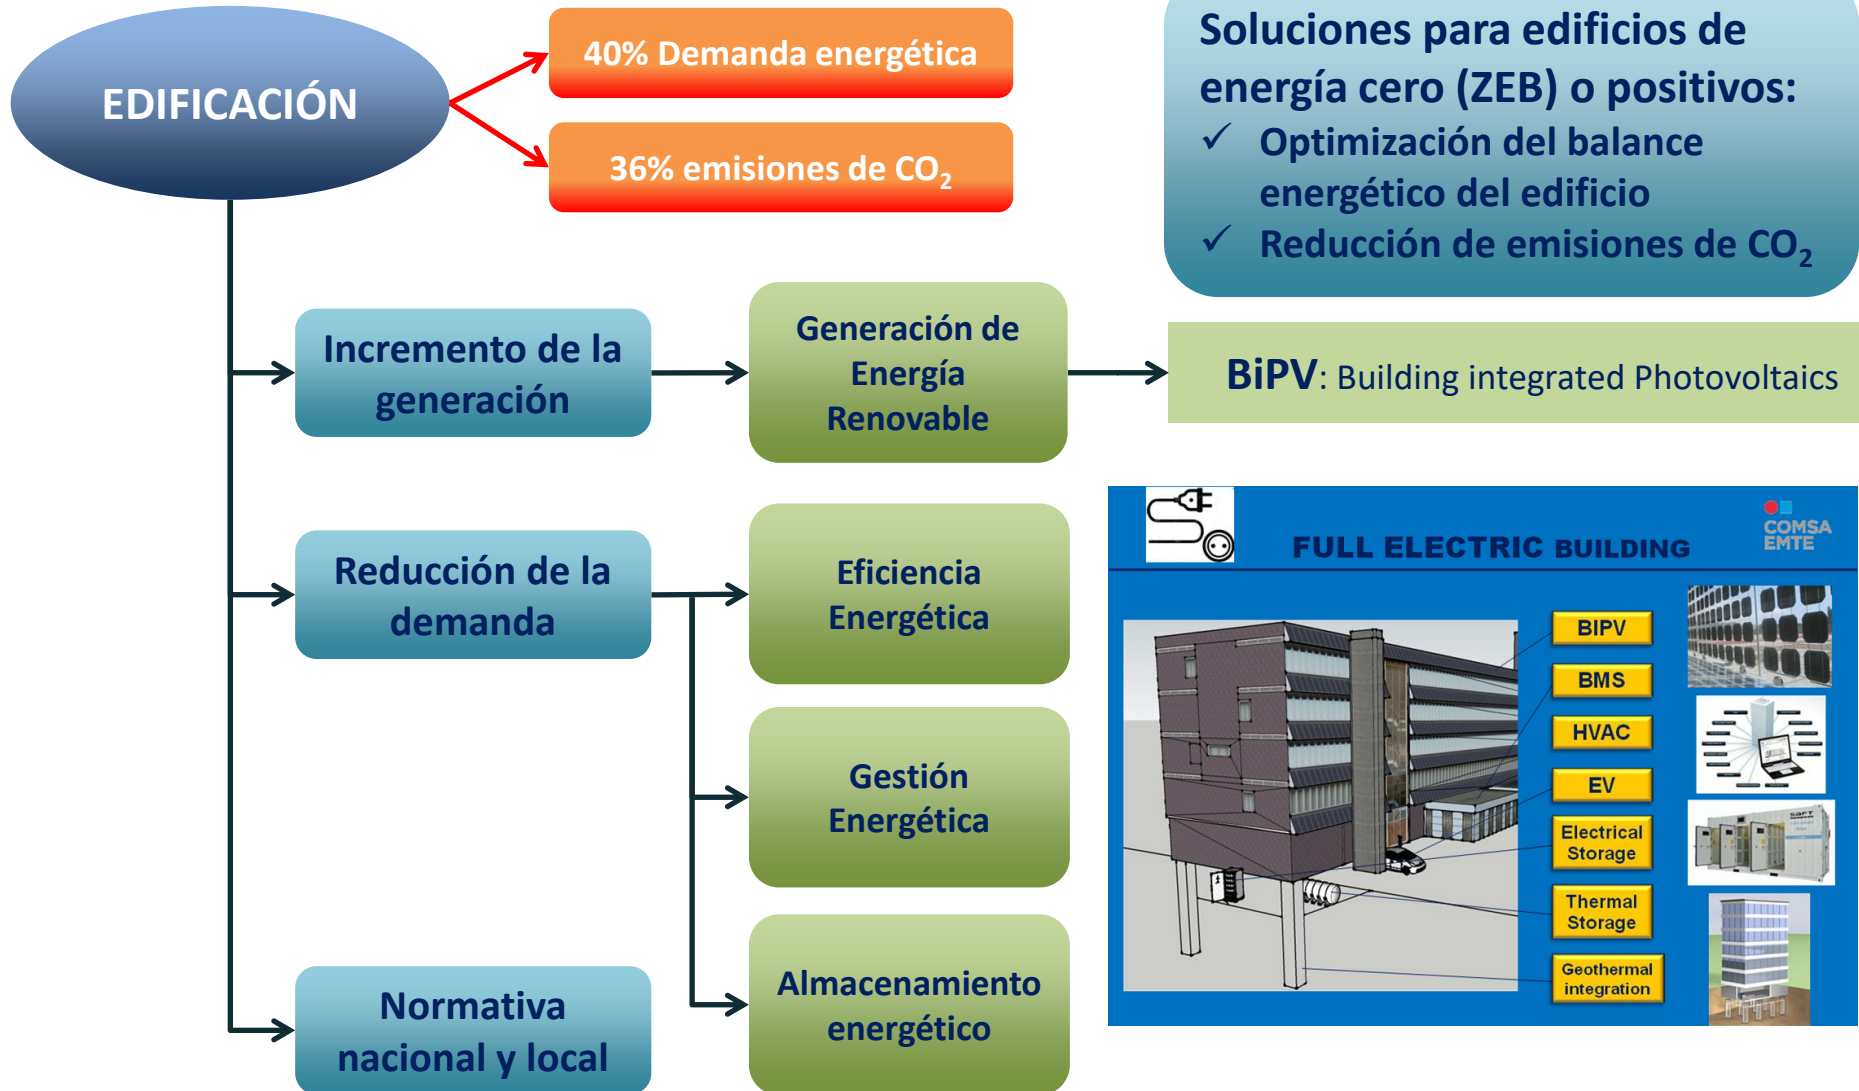 EDIFICACIÓN
40% Demanda energética
36% emisiones de CO₂
Soluciones para edificios de
energía cero (ZEB) o positivos:
✓ Optimización del balance
energético del edificio
✓ Reducción de emisiones de CO₂
Incremento de la
generación
Generación de
Energía
Renovable
BiPV: Building integrated Photovoltaics
Reducción de la
demanda
Eficiencia
Energética
Gestión
Energética
Almacenamiento
energético
Normativa
nacional y local
FULL ELECTRIC BUILDING
COMSA
EMTE
BIPV
BMS
HVAC
EV
Electrical
Storage
Thermal
Storage
Geothermal
integration
saft